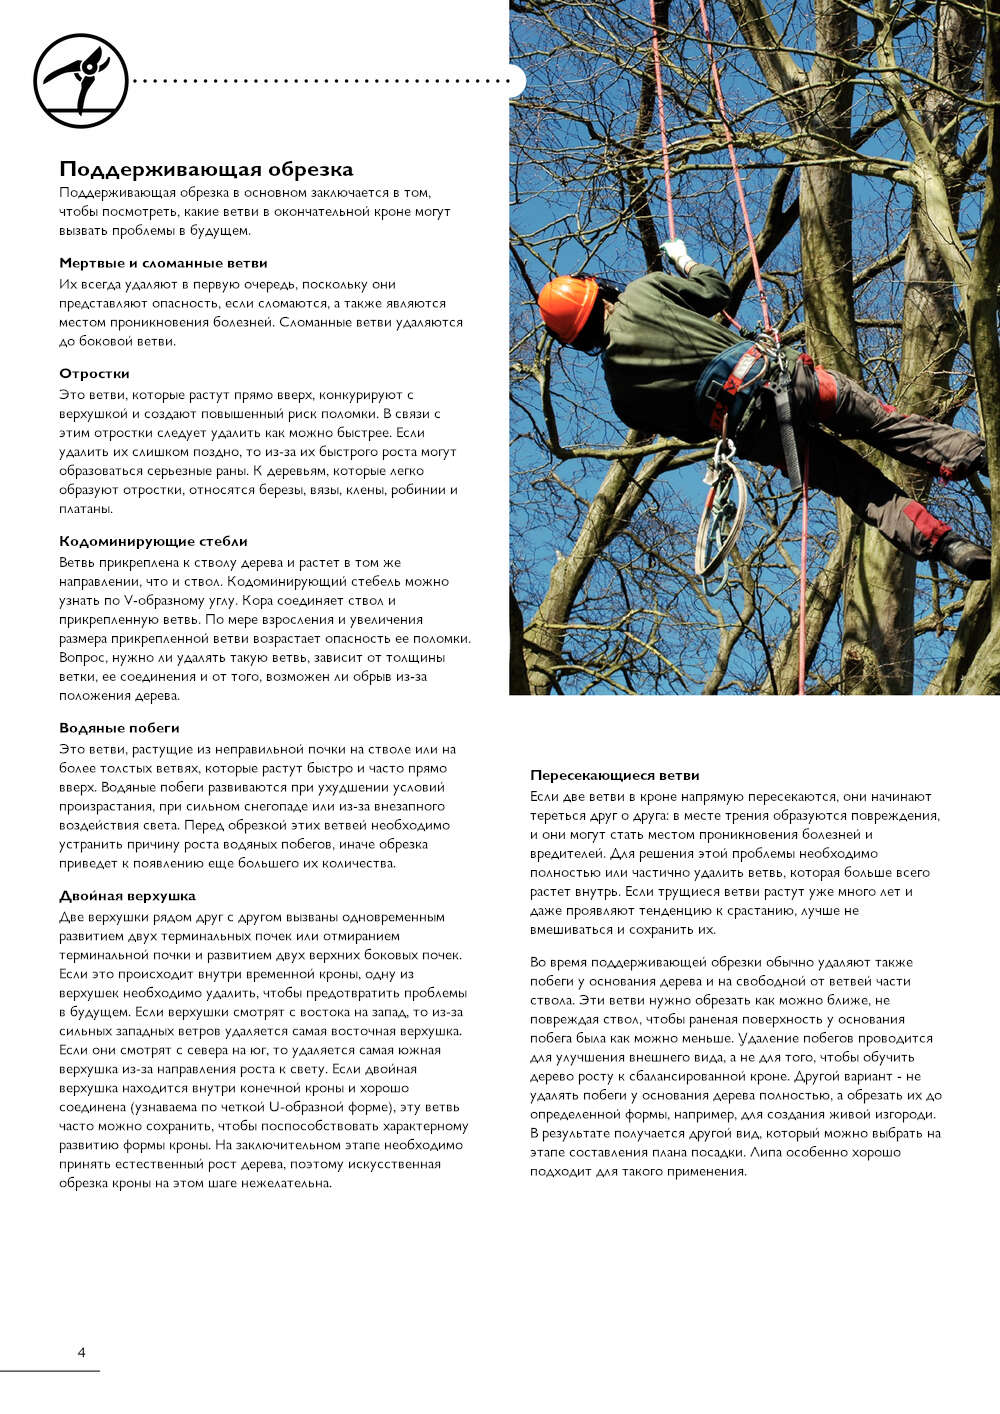 Поддерживающая обрезка
Поддерживающая обрезка в основном заключается в том,
чтобы посмотреть, какие ветви в окончательной кроне могут
вызвать проблемы в будущем.
Мертвые и сломанные ветви
Их всегда удаляют в первую очередь, поскольку они
представляют опасность, если сломаются, а также являются
местом проникновения болезней. Сломанные ветви удаляются
до боковой ветви.
Отростки
Это ветви, которые растут прямо вверх, конкурируют с
верхушкой и создают повышенный риск поломки. В связи с
этим отростки следует удалить как можно быстрее. Если
удалить их слишком поздно, то из-за их быстрого роста могут
образоваться серьезные раны. К деревьям, которые легко
образуют отростки, относятся березы, вязы, клены, робинии и
платаны.
Кодоминирующие стебли
Ветвь прикреплена к стволу дерева и растет в том же
направлении, что и ствол. Кодоминирующий стебель можно
узнать по V-образному углу. Кора соединяет ствол и
прикрепленную ветвь. По мере взросления и увеличения
размера прикрепленной ветви возрастает опасность ее поломки.
Вопрос, нужно ли удалять такую ветвь, зависит от толщины
ветки, ее соединения и от того, возможен ли обрыв из-за
положения дерева.
Водяные побеги
Это ветви, растущие из неправильной почки на стволе или на
более толстых ветвях, которые растут быстро и часто прямо
вверх. Водяные побеги развиваются при ухудшении условий
произрастания, при сильном снегопаде или из-за внезапного
воздействия света. Перед обрезкой этих ветвей необходимо
устранить причину роста водяных побегов, иначе обрезка
приведет к появлению еще большего их количества.
Двойная верхушка
Две верхушки рядом друг с другом вызваны одновременным
развитием двух терминальных почек или отмиранием
терминальной почки и развитием двух верхних боковых почек.
Если это происходит внутри временной кроны, одну из
верхушек необходимо удалить, чтобы предотвратить проблемы
в будущем. Если верхушки смотрят с востока на запад, то из-за
сильных западных ветров удаляется самая восточная верхушка.
Если они смотрят с севера на юг, то удаляется самая южная
верхушка из-за направления роста к свету. Если двойная
верхушка находится внутри конечной кроны и хорошо
соединена (узнаваема по четкой U-образной форме), эту ветвь
часто можно сохранить, чтобы поспособствовать характерному
развитию формы кроны. На заключительном этапе необходимо
принять естественный рост дерева, поэтому искусственная
обрезка кроны на этом шаге нежелательна.
Пересекающиеся ветви
Если две ветви в кроне напрямую пересекаются, они начинают
тереться друг о друга: в месте трения образуются повреждения,
и они могут стать местом проникновения болезней и
вредителей. Для решения этой проблемы необходимо
полностью или частично удалить ветвь, которая больше всего
растет внутрь. Если трущиеся ветви растут уже много лет и
даже проявляют тенденцию к срастанию, лучше не
вмешиваться и сохранить их.
Во время поддерживающей обрезки обычно удаляют также
побеги у основания дерева и на свободной от ветвей части
ствола. Эти ветви нужно обрезать как можно ближе, не
повреждая ствол, чтобы раненая поверхность у основания
побега была как можно меньше. Удаление побегов проводится
для улучшения внешнего вида, а не для того, чтобы обучить
дерево росту к сбалансированной кроне. Другой вариант - не
удалять побеги у основания дерева полностью, а обрезать их до
определенной формы, например, для создания живой изгороди.
В результате получается другой вид, который можно выбрать на
этапе составления плана посадки. Липа особенно хорошо
подходит для такого применения.
4